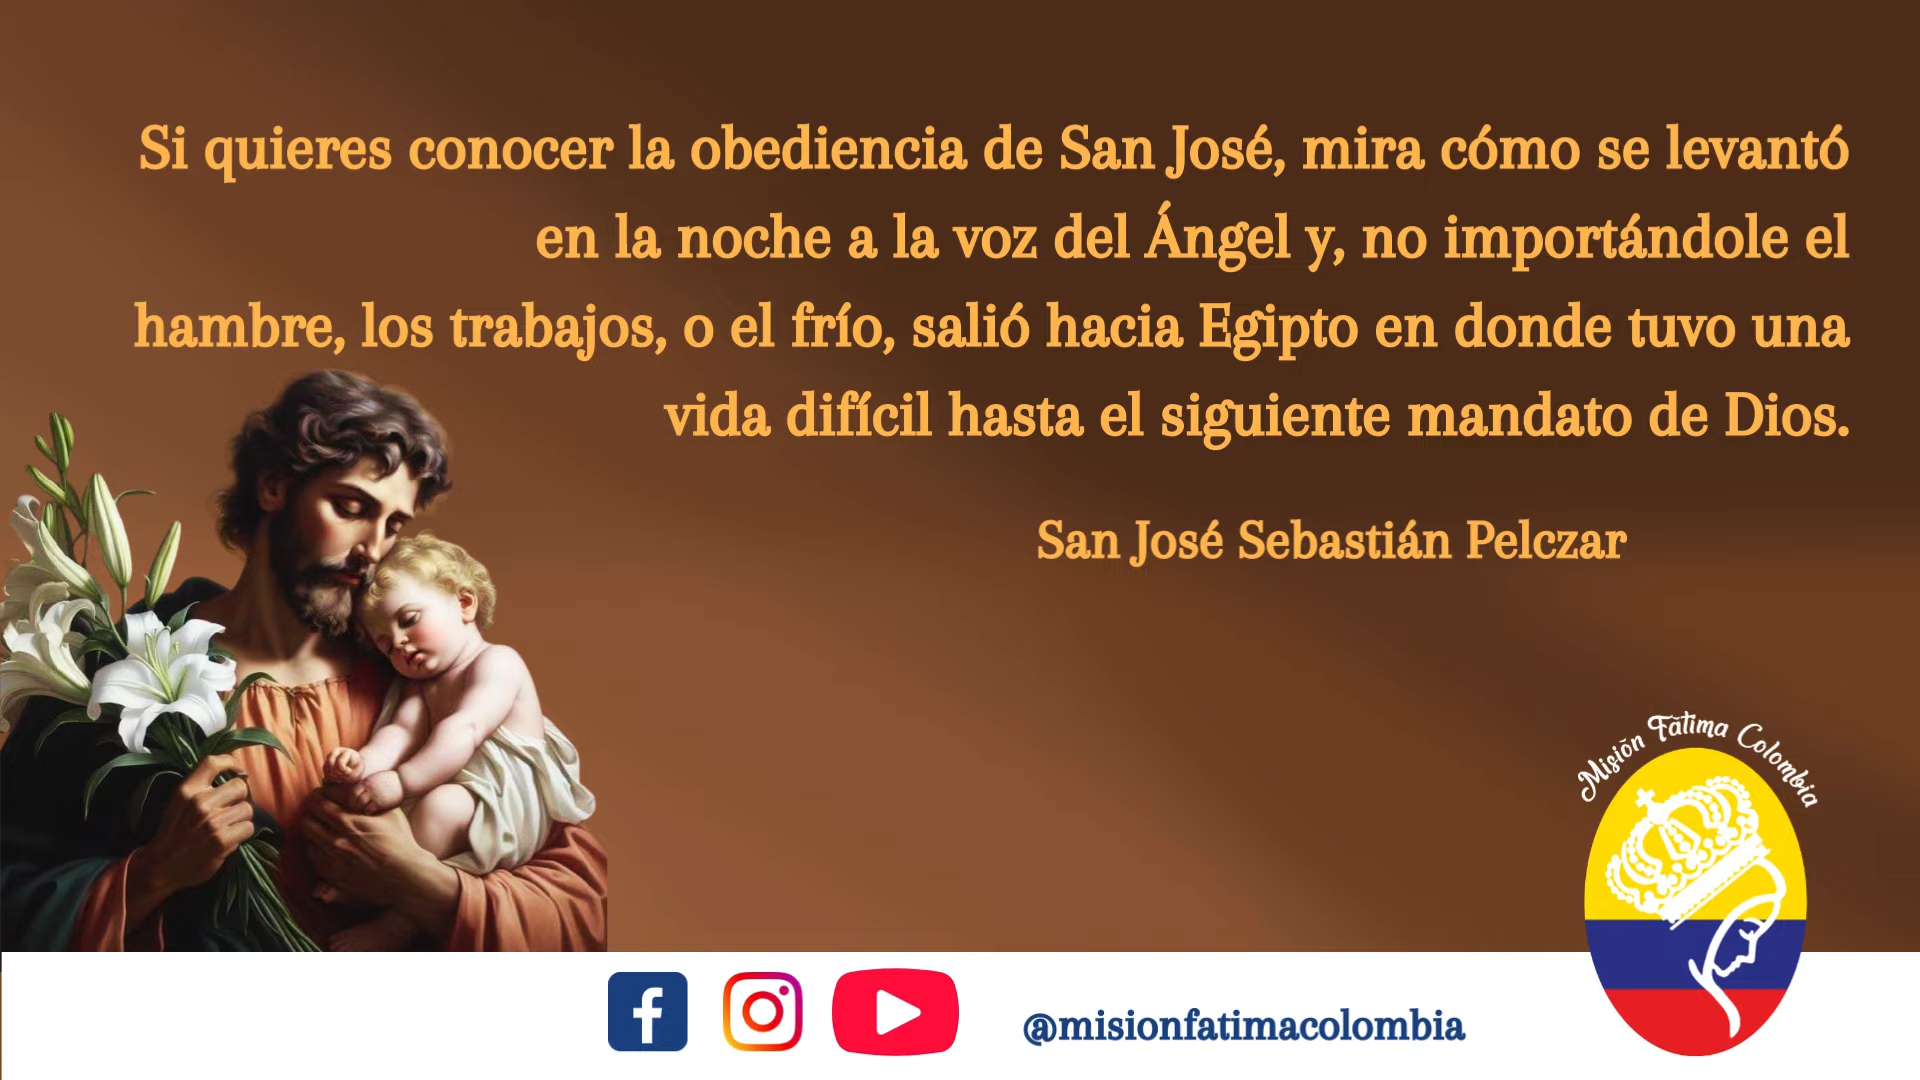 Si quieres conocer la obediencia de San José, mira cómo se levantó
en la noche a la voz del Ángel y, no importándole el
hambre, los trabajos, o el frío, salió hacia Egipto en donde tuvo una
vida difícil hasta el siguiente mandato de Dios.
San José Sebastián Pelczar
Misión Fátima Colombia
@misionfatimacolombia